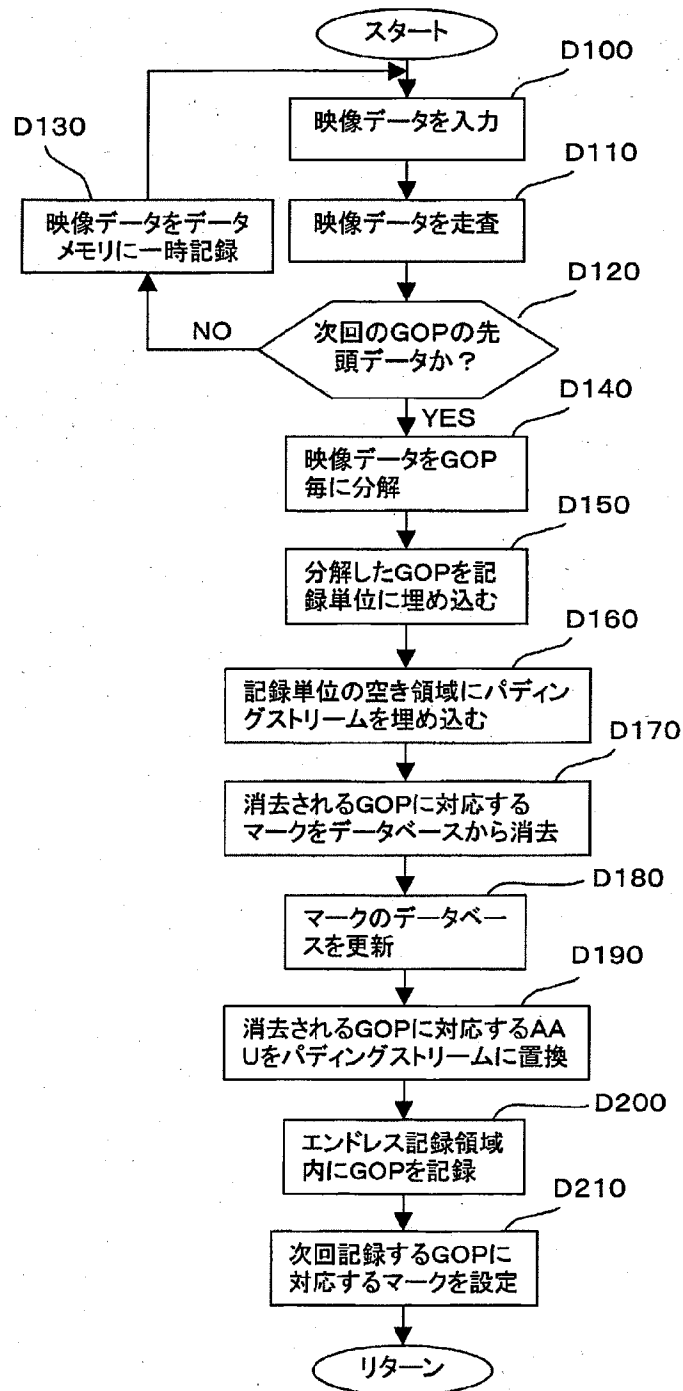 スタート
D100
映像データを入力
D130
D110
映像データをデータ
メモリに一時記録
映像データを走査
D120
NO
次回のGOPの先
頭データか？
YES
D140
映像データをGOP
毎に分解
D150
分解したGOPを記
録単位に埋め込む
D160
記録単位の空き領域にパディン
グストリームを埋め込む
D170
消去されるGOPに対応する
マークをデータベースから消去
D180
マークのデータベー
スを更新
D190
消去されるGOPに対応するAA
Uをパディングストリームに置換
D200
エンドレス記録領域
内にGOPを記録
D210
次回記録するGOPに
対応するマークを設定
リターン